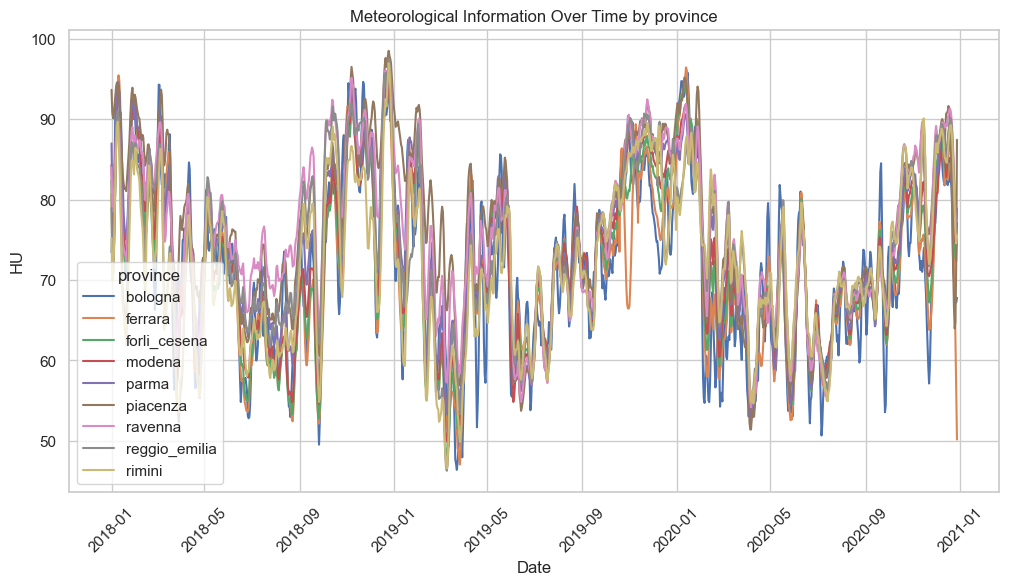 Meteorological Information Over Time by province
HU
100
90
80
70
60
50
province
bologna
ferrara
forli_cesena
modena
parma
piacenza
ravenna
reggio_emilia
rimini
2018-01
2018-05
2018-09
2019-01
2019-05
2019-09
2020-01
2020-05
2020-09
2021-01
Date